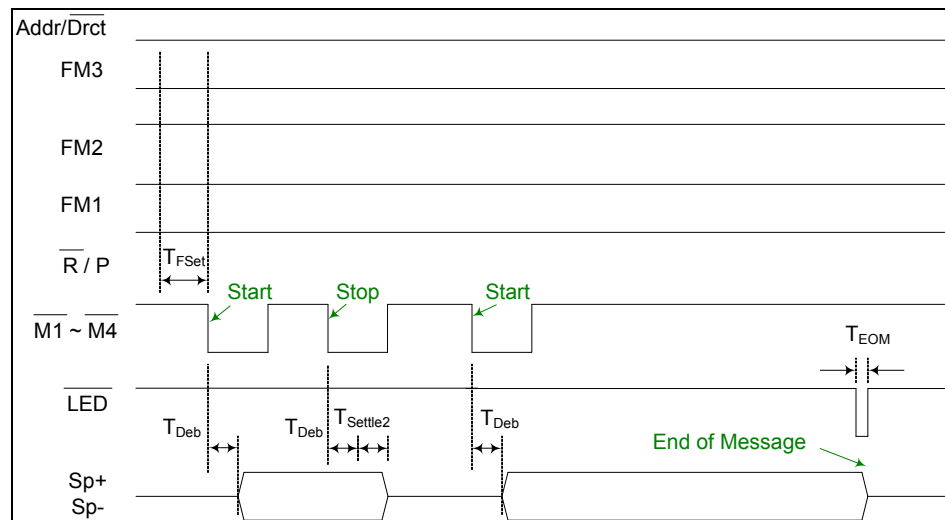 Addr/Drct
FM3
FM2
FM1
R / P
TFSet
Start
Stop
Start
M1 ~ M4
TEOM
LED
TDeb
TDeb
TSettle2
TDeb
End of Message
Sp+
Sp-